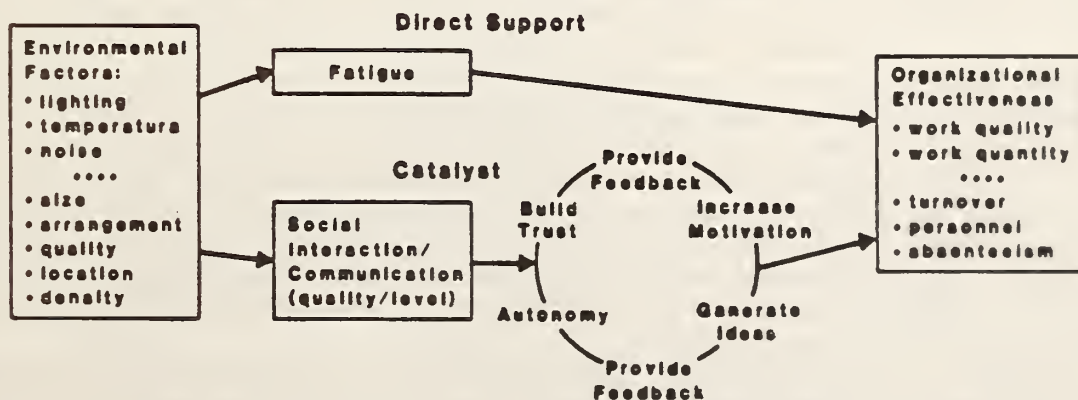 Direct Support
Environmental
Factors:
• lighting
• temperature
• noise
••••
• size
• arrangement
• quality
• location
• density
Fatigue
Catalyst
Social
Interaction/
Communication
(quality/level)
Provide
Feedback
Build
Trust
Increase
Motivation
Autonomy
Generate
Ideas
Provide
Feedback
Organizational
Effectiveness
• work quality
• work quantity
••••
• turnover
• personnel
• absenteeism